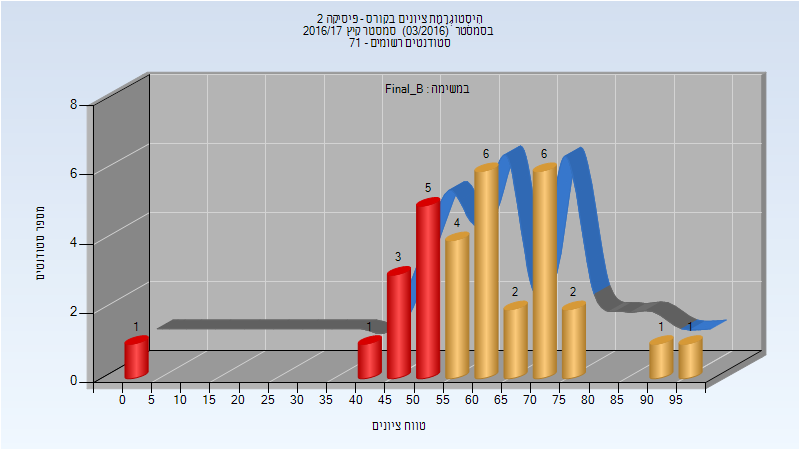 היסטוגרמת ציונים בקורס - פיסיקה 2
בסמסטר (03/2016) סמסטר קיץ 2016/17
סטודנטים רשומים - 71
במשימה : Final_B
מספר סטודנטים
8
6
4
2
0
1
1
3
5
4
6
2
6
2
1
1
0 5 10 15 20 25 30 35 40 45 50 55 60 65 70 75 80 85 90 95
טווח ציונים